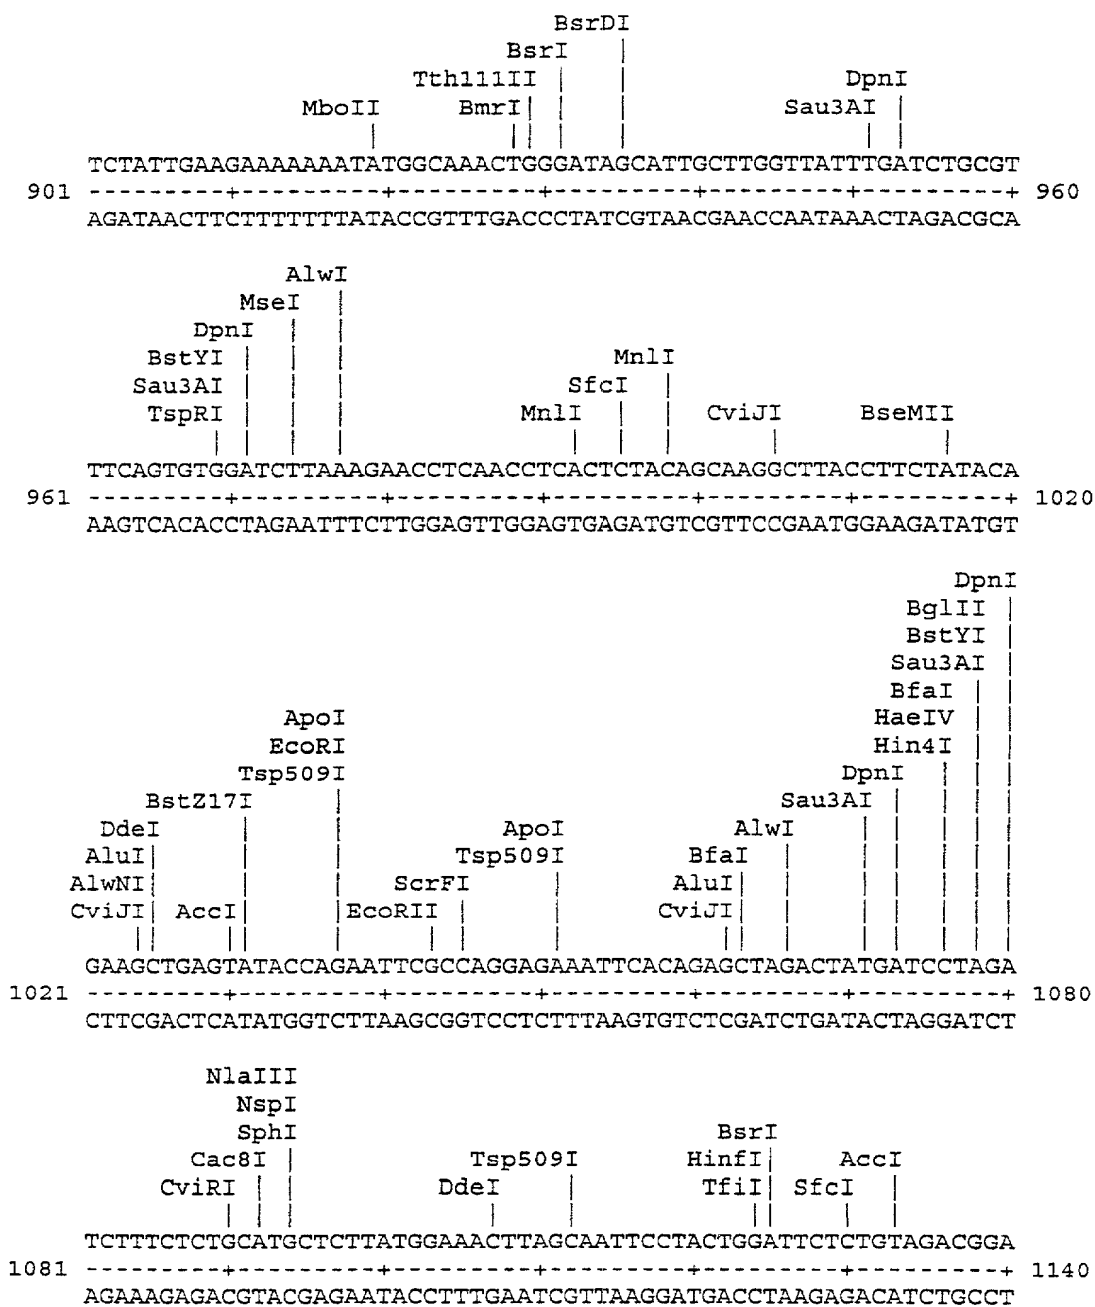 BsrDI
BsrI
Tth111II DpnI
MboII BmrI Sau3AI
TCTATTGAAGAAAAAAATATGGCAAACTGGGATAGCATTGCTTGGTTATTTGATCTGCGT
901 ---------+---------+---------+---------+---------+---------+ 960
AGATAACTTCTTTTTTTATACCGTTTGACCCTATCGTAACGAACCAATAAACTAGACGCA
AlwI
MseI
DpnI
BstYI MnlI
Sau3AI SfcI
TspRI MnlI CviJI BseMII
TTCAGTGTGGATCTTAAAGAACCTCAACCTCACTCTACAGCAAGGCTTACCTTCTATACA
961 ---------+---------+---------+---------+---------+---------+ 1020
AAGTCACACCTAGAATTTCTTGGAGTTGGAGTGAGATGTCGTTCCGAATGGAAGATATGT
DpnI
BglII
BstYI
Sau3AI
BfaI
ApoI HaeIV
EcoRI Hin4I
Tsp509I DpnI
BstZ17I Sau3AI
DdeI ApoI AlwI
AluI Tsp509I BfaI
AlwNI ScrFI AluI
CviJI AccI EcoRII CviJI
GAAGCTGAGTATACCAGAATTCGCCAGGAGAAATTCACAGAGCTAGACTATGATCCTAGA
1021 ---------+---------+---------+---------+---------+---------+ 1080
CTTCGACTCATATGGTCTTAAGCGGTCCTCTTTAAGTGTCTCGATCTGATACTAGGATCT
NlaIII
NspI
SphI BsrI
Cac8I Tsp509I HinfI AccI
CviRI DdeI TfiI SfcI
TCTTTCTCTGCATGCTCTTATGGAAACTTAGCAATTCCTACTGGATTCTCTGTAGACGGA
1081 ---------+---------+---------+---------+---------+---------+ 1140
AGAAAGAGACGTACGAGAATACCTTTGAATCGTTAAGGATGACCTAAGAGACATCTGCCT